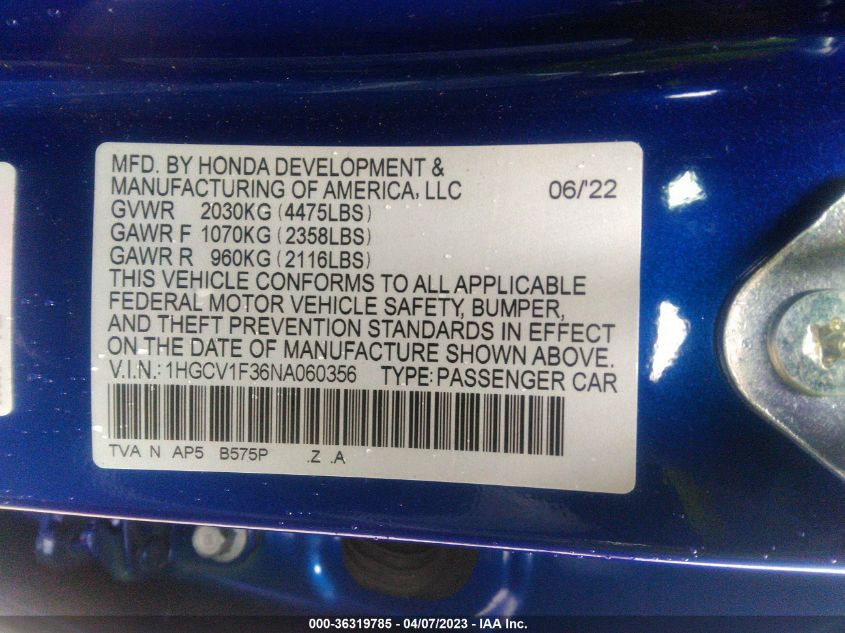 MFD. BY HONDA DEVELOPMENT &
MANUFACTURING OF AMERICA, LLC 06/'22
GVWR 2030KG (4475LBS)
GAWR F 1070KG (2358LBS)
GAWR R 960KG (2116LBS)
THIS VEHICLE CONFORMS TO ALL APPLICABLE
FEDERAL MOTOR VEHICLE SAFETY, BUMPER,
AND THEFT PREVENTION STANDARDS IN EFFECT
ON THE DATE OF MANUFACTURE SHOWN ABOVE.
V.I.N.: 1HGCV1F36NA060356 TYPE: PASSENGER CAR
TVA N AP5 B575P .Z .A
000-36319785 - 04/07/2023 - IAA Inc.